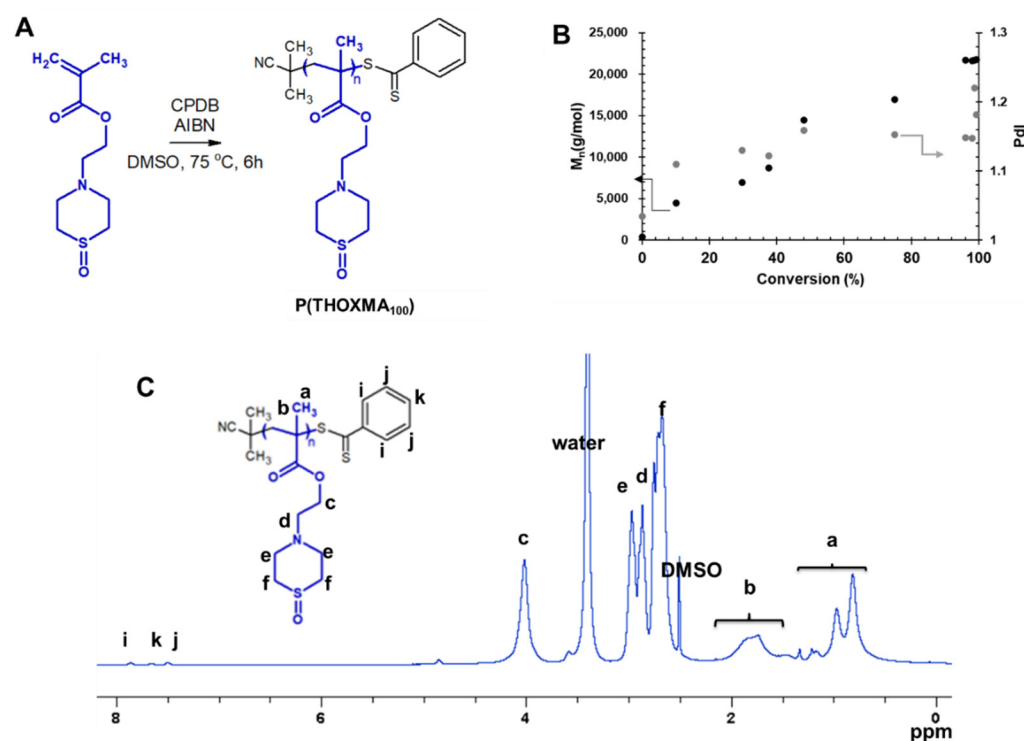 A
H₂C
CH₃
O
O
N
S
O
CPDB
AIBN
DMSO, 75 °C, 6h
NC
CH₃
CH₃
CH₃
n
S
S
O
O
N
S
O
P(THOXMA₁₀₀)
B
25,000
20,000
15,000
10,000
5,000
0
Mₙ(g/mol)
1.3
1.2
1.1
1
PdI
0 20 40 60 80 100
Conversion (%)
C
NC
CH₃
CH₃
b
a
CH₃
n
S
S
i
j
k
j
i
O
O
c
d
N
e e
f f
S
O
i k j
c
water
e
d
f
DMSO
b
a
8 6 4 2 0
ppm